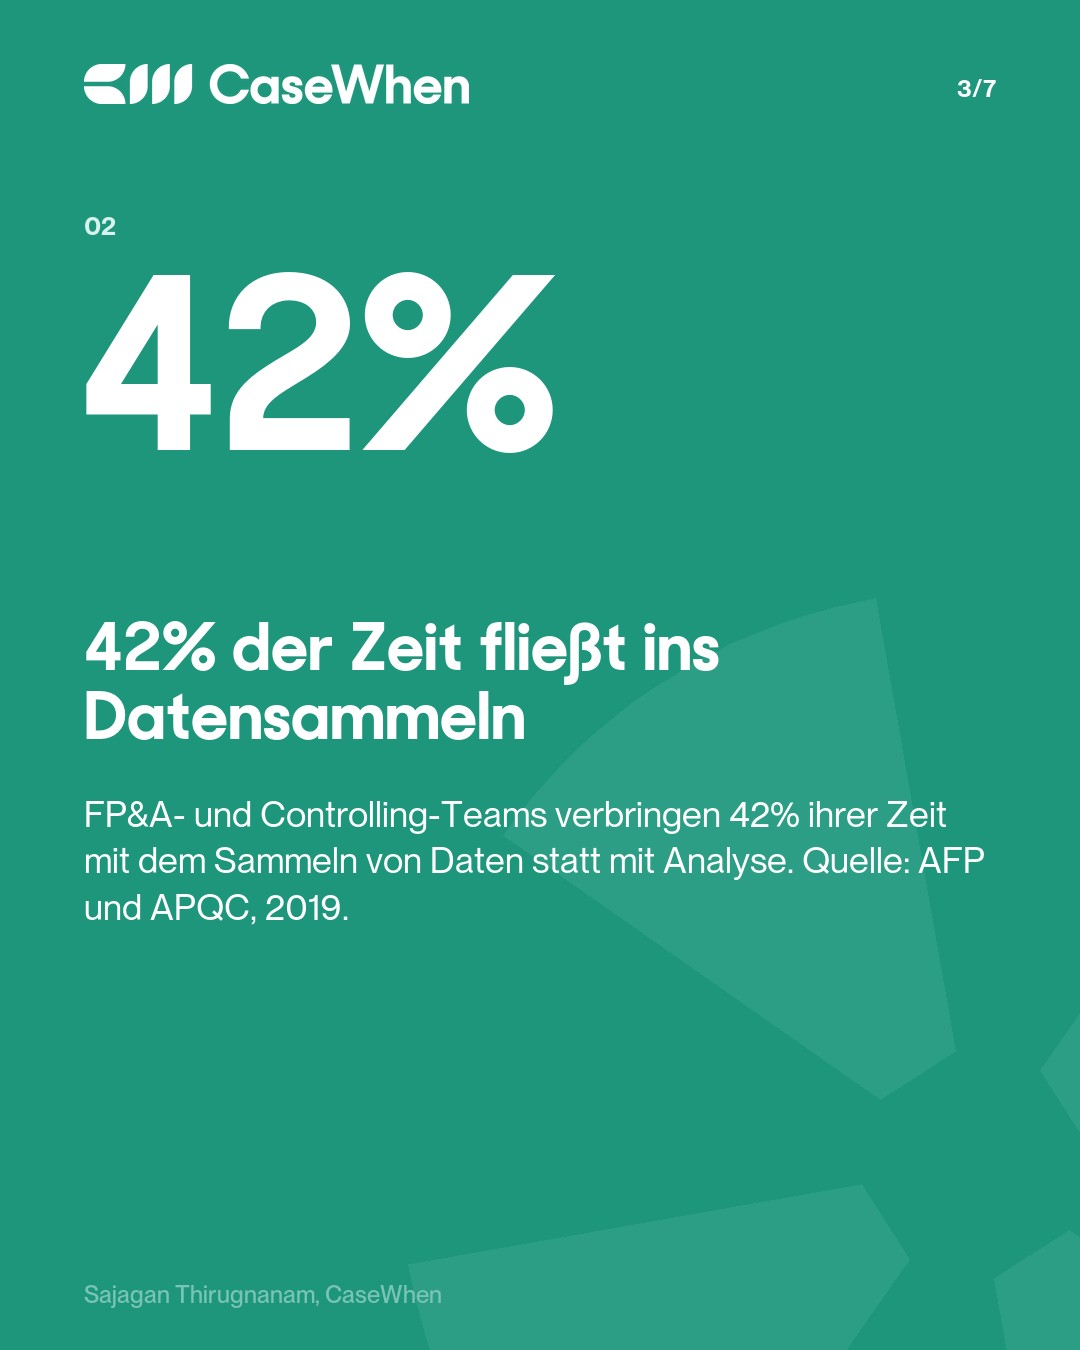 CaseWhen
3/7
02
42%
42% der Zeit fließt ins
Datensammeln
FP&A- und Controlling-Teams verbringen 42% ihrer Zeit
mit dem Sammeln von Daten statt mit Analyse. Quelle: AFP
und APQC, 2019.
Sajagan Thirugnanam, CaseWhen